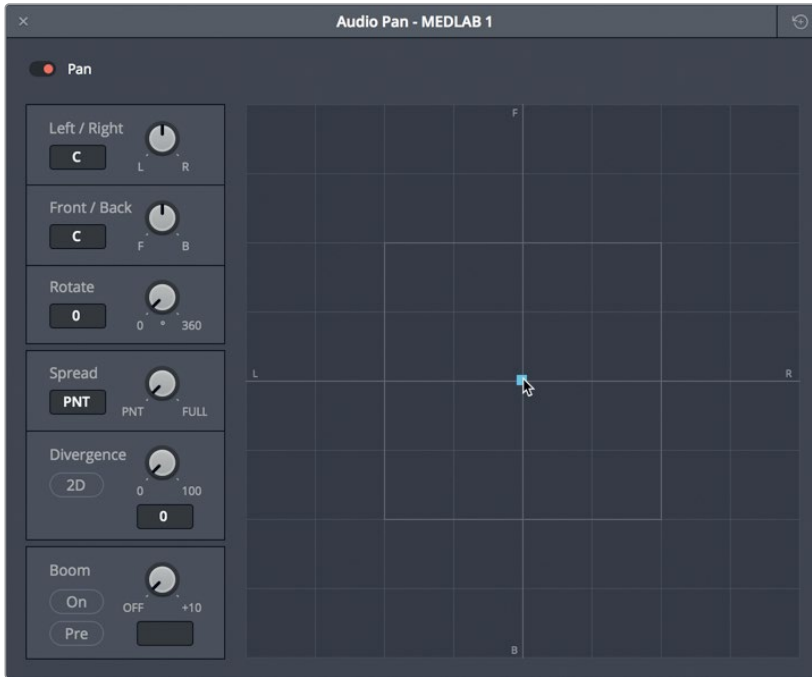 Audio Pan - MEDLAB 1
Pan
Left / Right
C
L R
Front / Back
C
F B
Rotate
0
0 ° 360
Spread
PNT
PNT FULL
Divergence
2D
0 100
0
Boom
On
OFF +10
Pre
F
L R
B